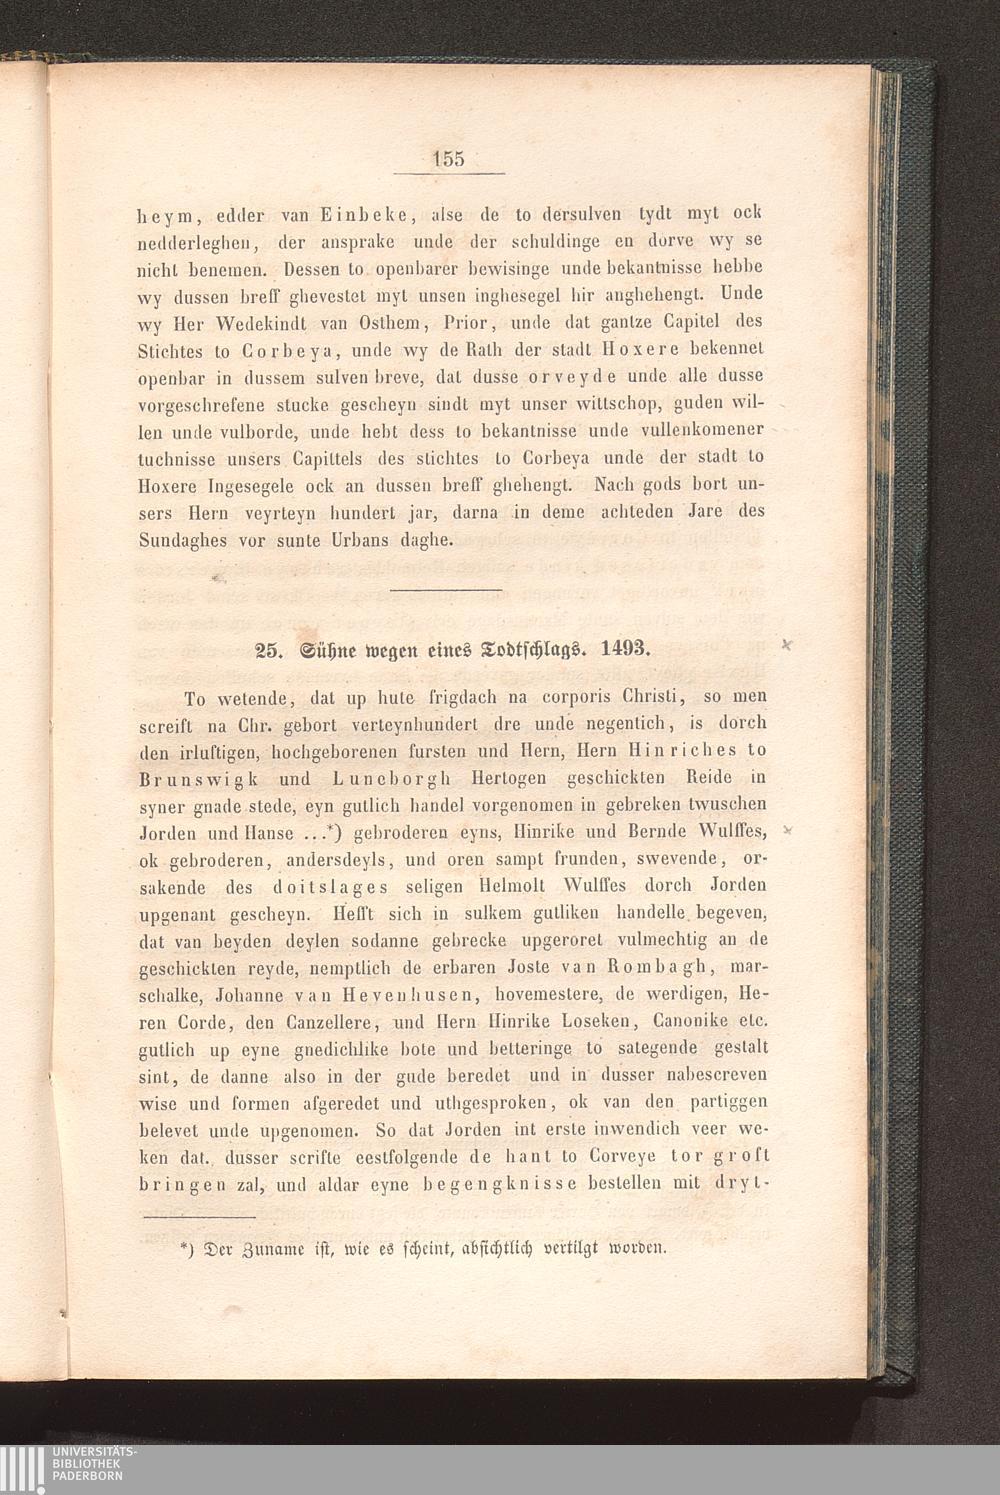 155
heym, edder van Einbeke, alse de to dersulven tydt myt ock
nedderleghen, der ansprake unde der schuldinge en dorve wy se
nicht benemen. Dessen to openbarer bewisinge unde bekantnisse hebbe
wy dussen breff ghevestet myt unsen inghesegel hir anghehengt. Unde
wy Her Wedekindt van Osthem, Prior, unde dat gantze Capitel des
Stichtes to Corbeya, unde wy de Rath der stadt Hoxere bekennet
openbar in dussem sulven breve, dat dusse orveyde unde alle dusse
vorgeschrefene stucke gescheyn sindt myt unser wittschop, guden wil-
len unde vulborde, unde hebt dess to bekantnisse unde vullenkomener
tuchnisse unsers Capittels des stichtes to Corbeya unde der stadt to
Hoxere Ingesegele ock an dussen breff ghehengt. Nach gods bort un-
sers Hern veyrteyn hundert jar, darna in deme achteden Jare des
Sundaghes vor sunte Urbans daghe.
25. Sühne wegen eines Todtschlags. 1493.
To wetende, dat up hute frigdach na corporis Christi, so men
screift na Chr. gebort verteynhundert dre unde negentich, is dorch
den irluftigen, hochgeborenen fursten und Hern, Hern Hinriches to
Brunswigk und Luneborgh Hertogen geschickten Reide in
syner gnade stede, eyn gutlich handel vorgenomen in gebreken twuschen
Jorden und Hanse ...*) gebroderen eyns, Hinrike und Bernde Wulffes,
ok gebroderen, andersdeyls, und oren sampt frunden, swevende, or-
sakende des doitslages seligen Helmolt Wulffes dorch Jorden
upgenant gescheyn. Hefft sich in sulkem gutliken handelle begeven,
dat van beyden deylen sodanne gebrecke upgeroret vulmechtig an de
geschickten reyde, nemptlich de erbaren Joste van Rombagh, mar-
schalke, Johanne van Hevenhusen, hovemestere, de werdigen, He-
ren Corde, den Canzellere, und Hern Hinrike Loseken, Canonike etc.
gutlich up eyne gnedichlike bote und betteringe to sategende gestalt
sint, de danne also in der gude beredet und in dusser nabescreven
wise und formen afgeredet und uthgesproken, ok van den partiggen
belevet unde upgenomen. So dat Jorden int erste inwendich veer we-
ken dat. dusser scrifte eestfolgende de hant to Corveye tor groft
bringen zal, und aldar eyne begengknisse bestellen mit dryt-
*) Der Zuname ist, wie es scheint, absichtlich vertilgt worden.
UNIVERSITÄTS-
BIBLIOTHEK
PADERBORN